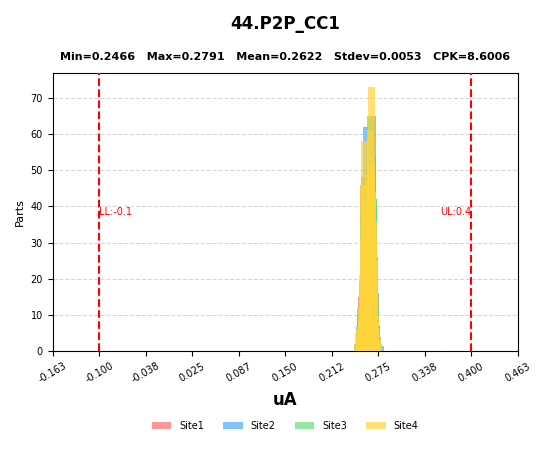 44.P2P_CC1
Min=0.2466 Max=0.2791 Mean=0.2622 Stdev=0.0053 CPK=8.6006
Parts
70
60
50
40
30
20
10
0
LL:-0.1
UL:0.4
-0.163 -0.100 -0.038 0.025 0.087 0.150 0.212 0.275 0.338 0.400 0.463
uA
Site1 Site2 Site3 Site4